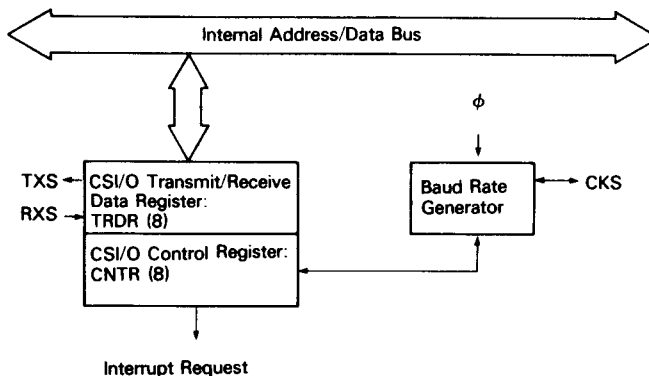 Internal Address/Data Bus
φ
TXS
RXS
CSI/O Transmit/Receive
Data Register:
TRDR (8)
CSI/O Control Register:
CNTR (8)
Baud Rate
Generator
CKS
Interrupt Request